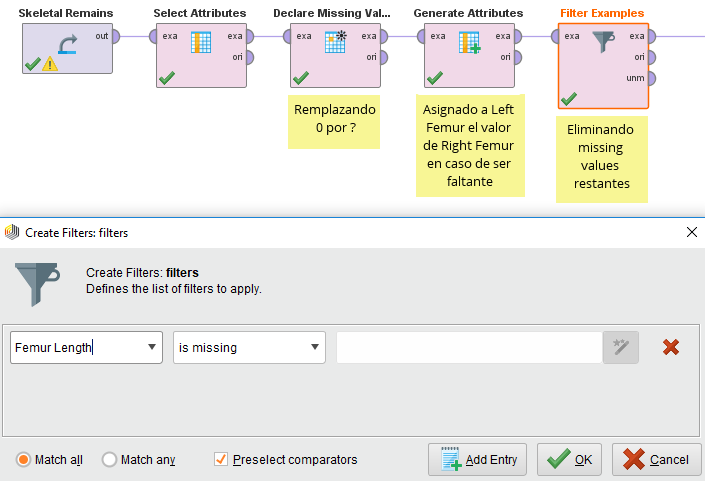 Skeletal Remains
Select Attributes
Declare Missing Val...
Generate Attributes
Filter Examples
out
exa
exa
ori
exa
exa
ori
exa
exa
ori
exa
exa
ori
unm
Remplazando
0 por ?
Asignado a Left
Femur el valor
de Right Femur
en caso de ser
faltante
Eliminando
missing
values
restantes
Create Filters: filters
Create Filters: filters
Defines the list of filters to apply.
Femur Length
is missing
Match all
Match any
Preselect comparators
Add Entry
OK
Cancel